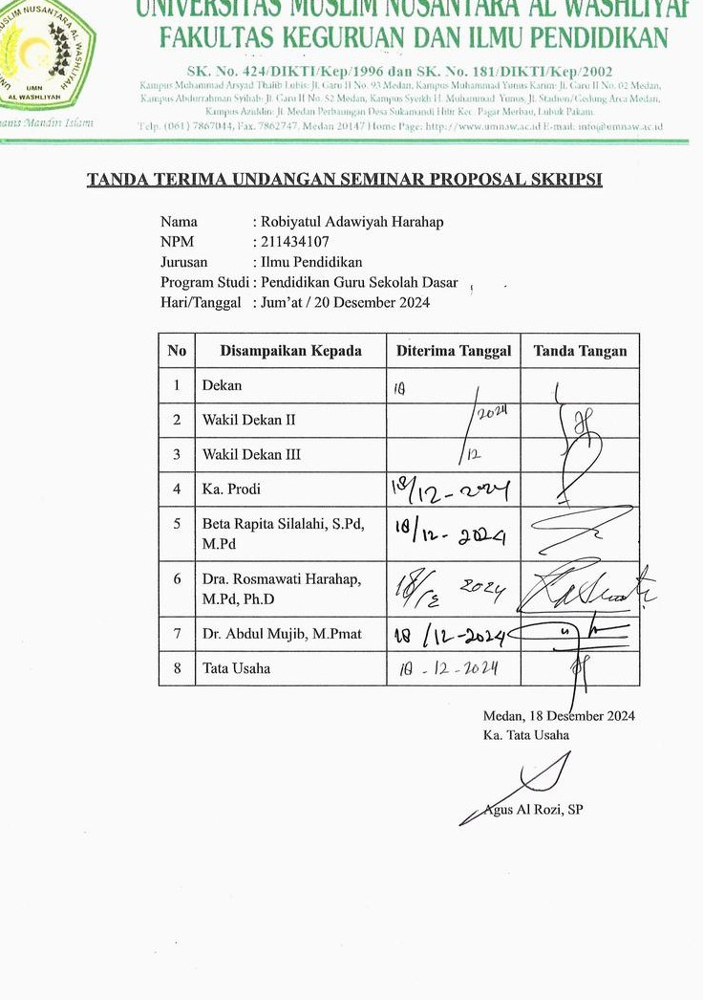 UNIVERSITAS MUSLIM NUSANTARA AL WASHLIYAH
FAKULTAS KEGURUAN DAN ILMU PENDIDIKAN
SK. No. 424/DIKTI/Kep/1996 dan SK. No. 181/DIKTI/Kep/2002
Kampus Muhammad Arsyad Thalib Lubis: Jl. Garu II No. 93 Medan, Kampus Muhammad Yunus Karim: Jl. Garu II No. 02 Medan,
Kampus Abdurrahman Syihab: Jl. Garu II No. 52 Medan, Kampus Syeikh H. Muhammad Yunus, Jl. Stadion/Gedung Arca Medan,
Kampus Aziddin: Jl. Medan Perbaungan Desa Sukamandi Hilir Kec. Pagar Merbau, Lubuk Pakam.
Telp. (061) 7867044, Fax. 7862747, Medan 20147 Home Page: http://www.umnaw.ac.id E-mail: info@umnaw.ac.id
UMN
AL WASHLIYAH
Mandiri Islami
TANDA TERIMA UNDANGAN SEMINAR PROPOSAL SKRIPSI
Nama : Robiyatul Adawiyah Harahap
NPM : 211434107
Jurusan : Ilmu Pendidikan
Program Studi : Pendidikan Guru Sekolah Dasar
Hari/Tanggal : Jum'at / 20 Desember 2024
No Disampaikan Kepada Diterima Tanggal Tanda Tangan
1 Dekan 18
2 Wakil Dekan II / 2024
3 Wakil Dekan III 12
4 Ka. Prodi 18/12-2024
5 Beta Rapita Silalahi, S.Pd, 18/12-2024
M.Pd
6 Dra. Rosmawati Harahap, 18/12 2024
M.Pd, Ph.D
7 Dr. Abdul Mujib, M.Pmat 18/12-2024
8 Tata Usaha 18-12-2024
Medan, 18 Desember 2024
Ka. Tata Usaha
Agus Al Rozi, SP